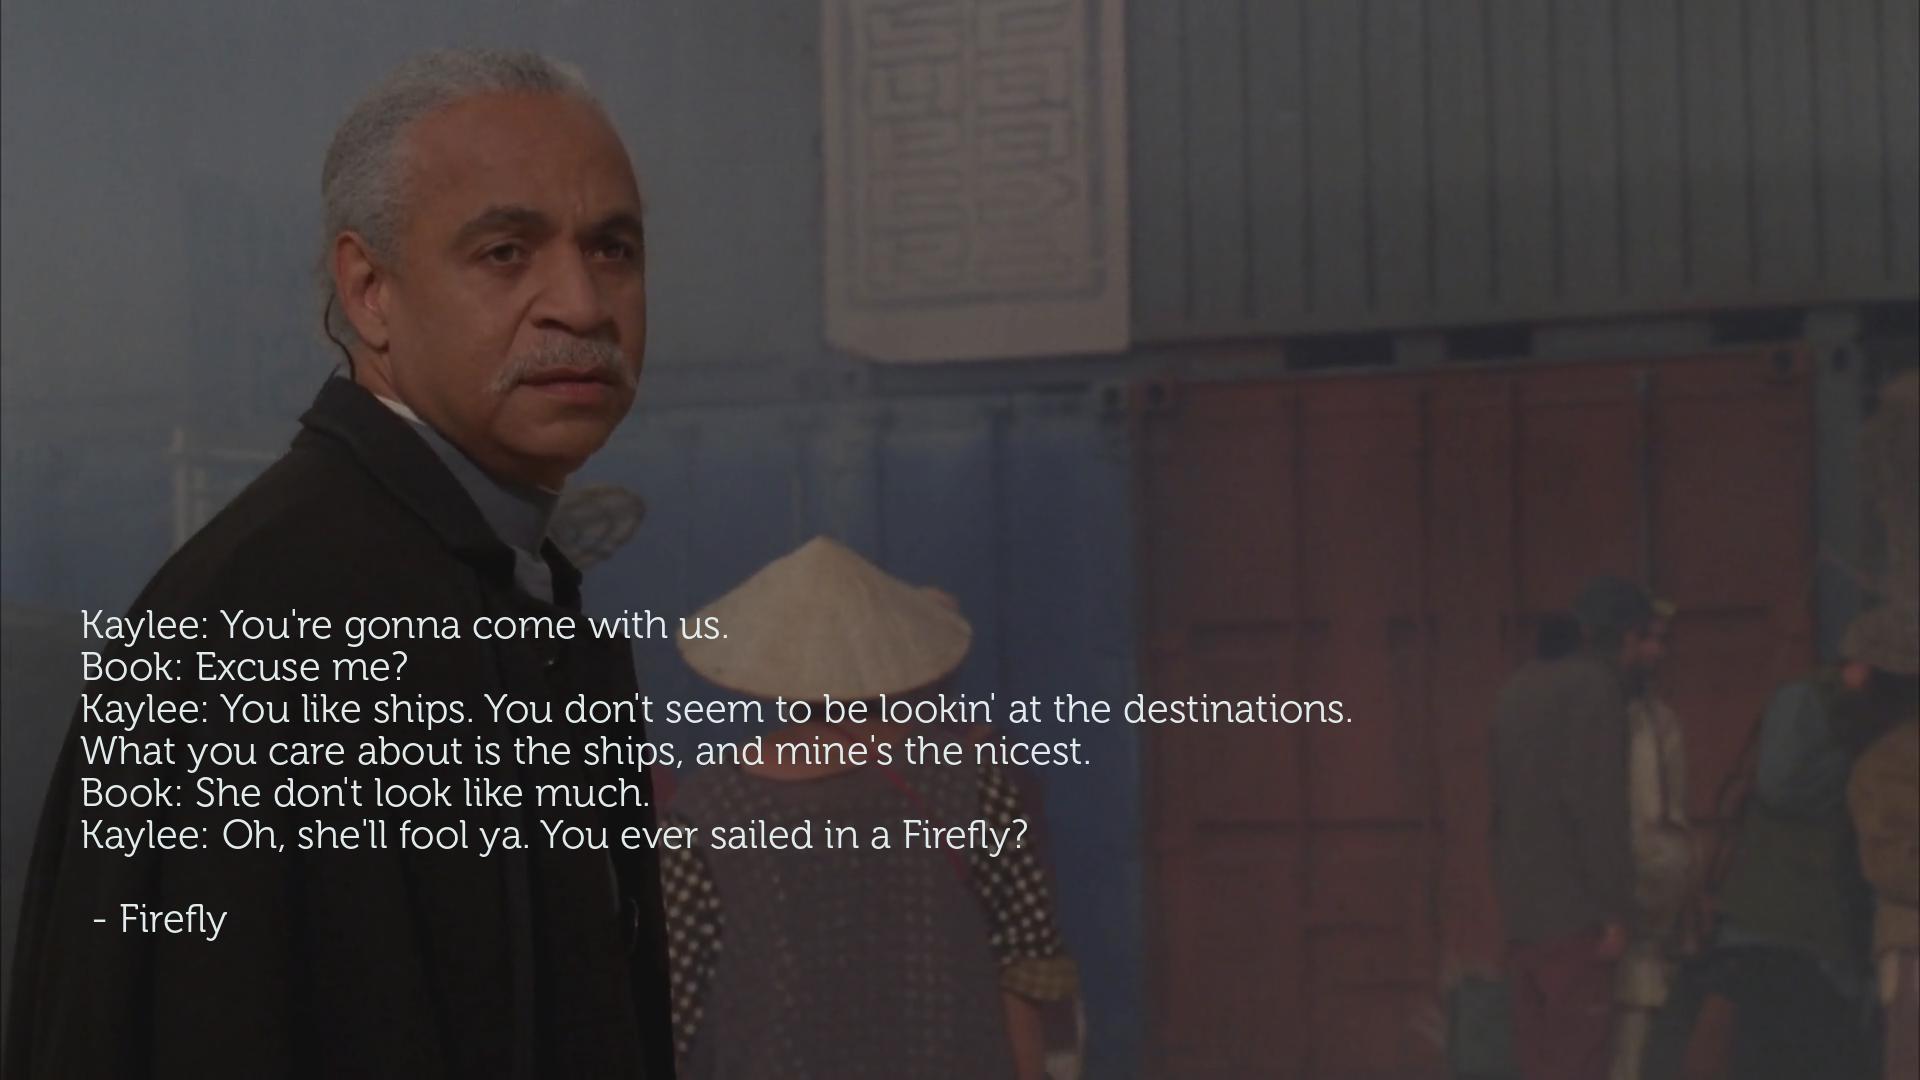 Kaylee: You're gonna come with us.
Book: Excuse me?
Kaylee: You like ships. You don't seem to be lookin' at the destinations.
What you care about is the ships, and mine's the nicest.
Book: She don't look like much.
Kaylee: Oh, she'll fool ya. You ever sailed in a Firefly?
- Firefly